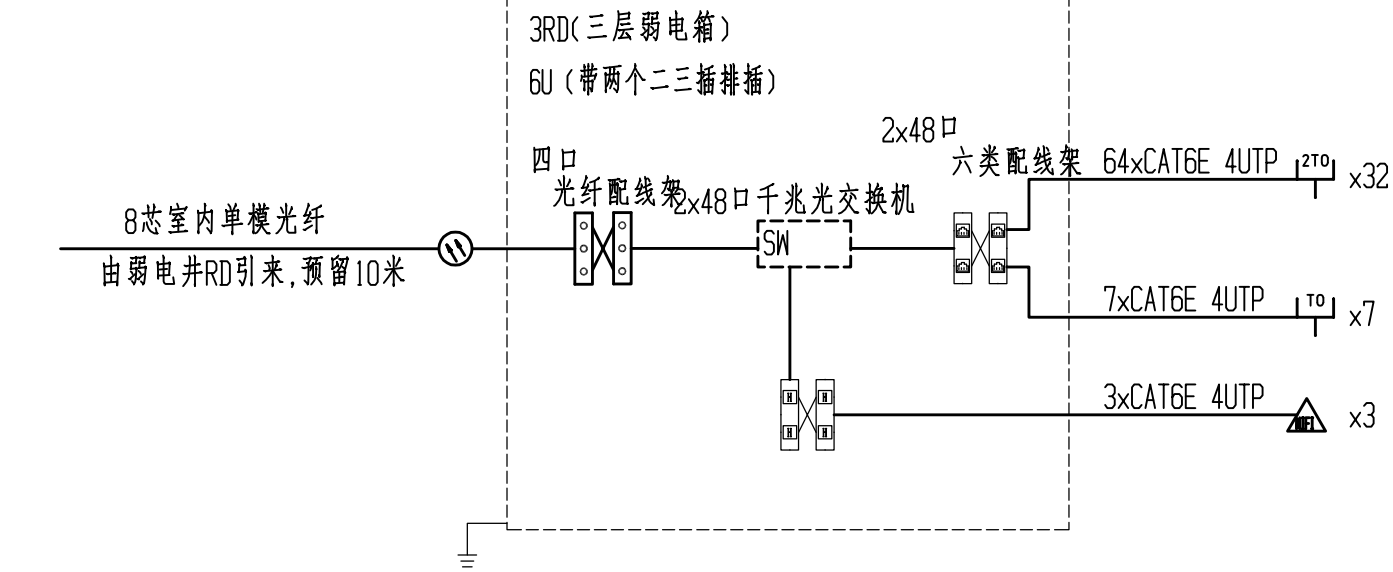 3RD(三层弱电箱)
6U(带两个二三插排插)
2x48口
六类配线架
四口
光纤配线架
2x48口千兆光交换机
64xCAT6E 4UTP
2TO
x32
8芯室内单模光纤
SW
由弱电井RD引来,预留10米
7xCAT6E 4UTP
TO
x7
H
H
H
H
3xCAT6E 4UTP
WIFI
x3